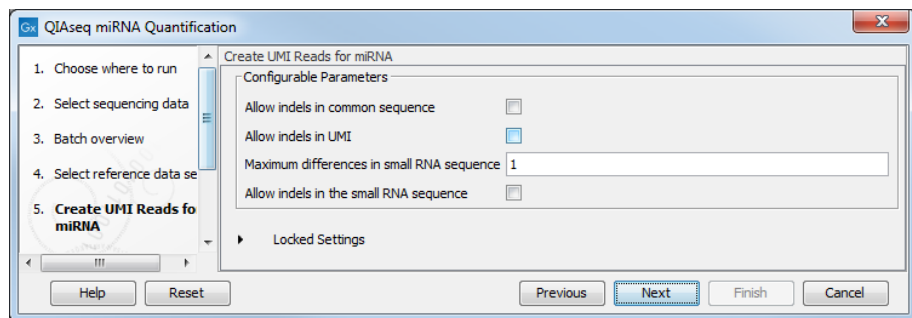 Gx QIAseq miRNA Quantification
1. Choose where to run
2. Select sequencing data
3. Batch overview
4. Select reference data se
5. Create UMI Reads fo
miRNA
Create UMI Reads for miRNA
Configurable Parameters
Allow indels in common sequence
Allow indels in UMI
Maximum differences in small RNA sequence 1
Allow indels in the small RNA sequence
Locked Settings
Help Reset Previous Next Finish Cancel